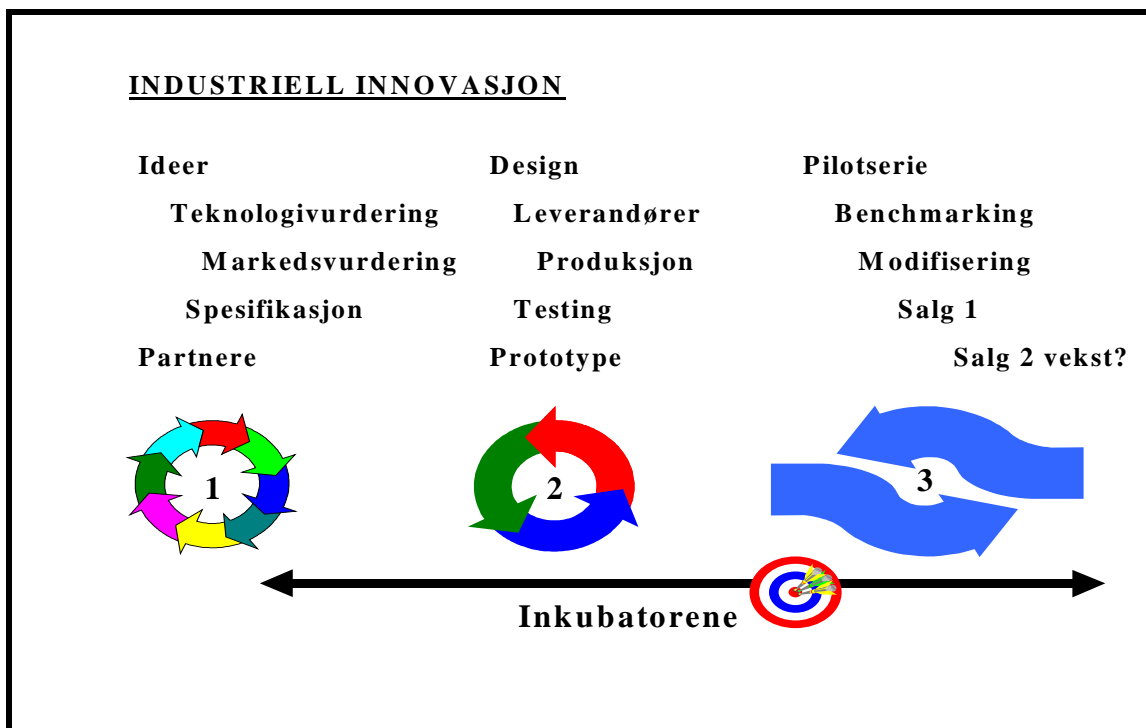 INDUSTRIELL INNOVASJON
Ideer
Teknologivurdering
Markedsvurdering
Spesifikasjon
Partnere
Design
Leverandører
Produksjon
Testing
Prototype
Pilotserie
Benchmarking
Modifisering
Salg 1
Salg 2 vekst?
1
2
3
Inkubatorene